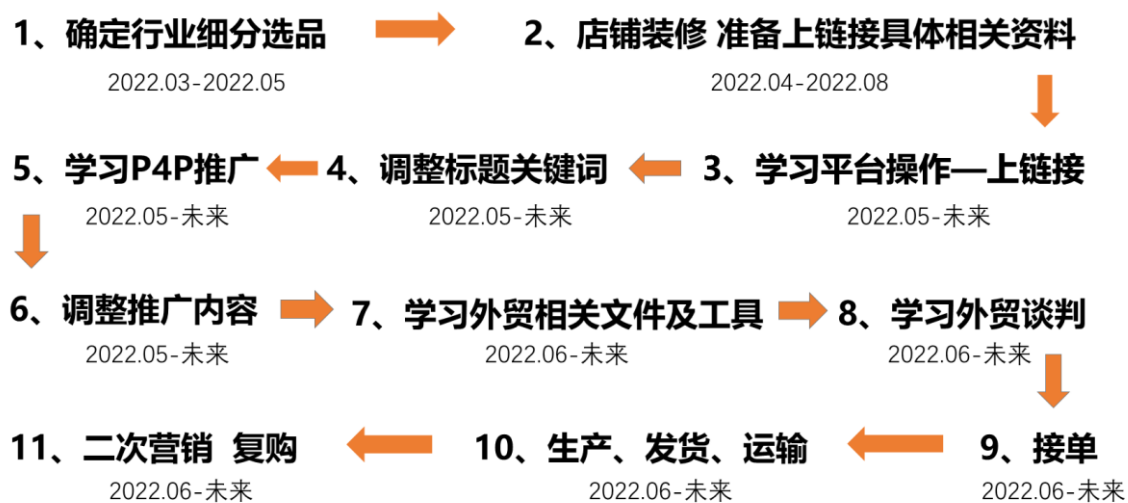 1、确定行业细分选品
2022.03-2022.05
2、店铺装修 准备上链接具体相关资料
2022.04-2022.08
3、学习平台操作—上链接
2022.05-未来
4、调整标题关键词
2022.05-未来
5、学习P4P推广
2022.05-未来
6、调整推广内容
2022.05-未来
7、学习外贸相关文件及工具
2022.06-未来
8、学习外贸谈判
2022.06-未来
9、接单
2022.06-未来
10、生产、发货、运输
2022.06-未来
11、二次营销 复购
2022.06-未来